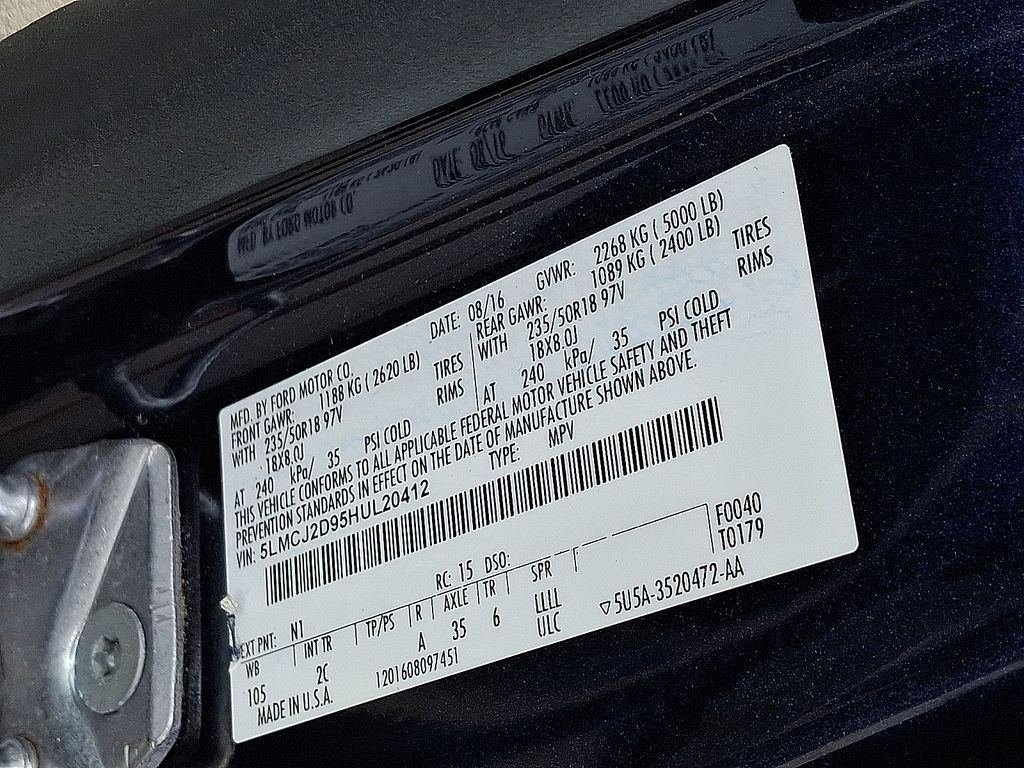 MFD. BY FORD MOTOR CO. DATE: 08/16 GVWR: 2268 KG ( 5000 LB)
FRONT GAWR: 1188 KG ( 2620 LB) REAR GAWR: 1089 KG ( 2400 LB)
WITH 235/50R18 97V TIRES WITH 235/50R18 97V TIRES
18X8.0J RIMS 18X8.0J RIMS
AT 240 kPa/ 35 PSI COLD AT 240 kPa/ 35 PSI COLD
THIS VEHICLE CONFORMS TO ALL APPLICABLE FEDERAL MOTOR VEHICLE SAFETY AND THEFT
PREVENTION STANDARDS IN EFFECT ON THE DATE OF MANUFACTURE SHOWN ABOVE.
VIN: 5LMCJ2D95HUL20412 TYPE: MPV
F0040
T0179
EXT PNT: N1 RC: 15 DSO:
WB INT TR TP/PS R AXLE TR SPR
105 2C A 35 6 LLLL
ULC
MADE IN U.S.A. 1201608097451 ▽5U5A-3520472-AA